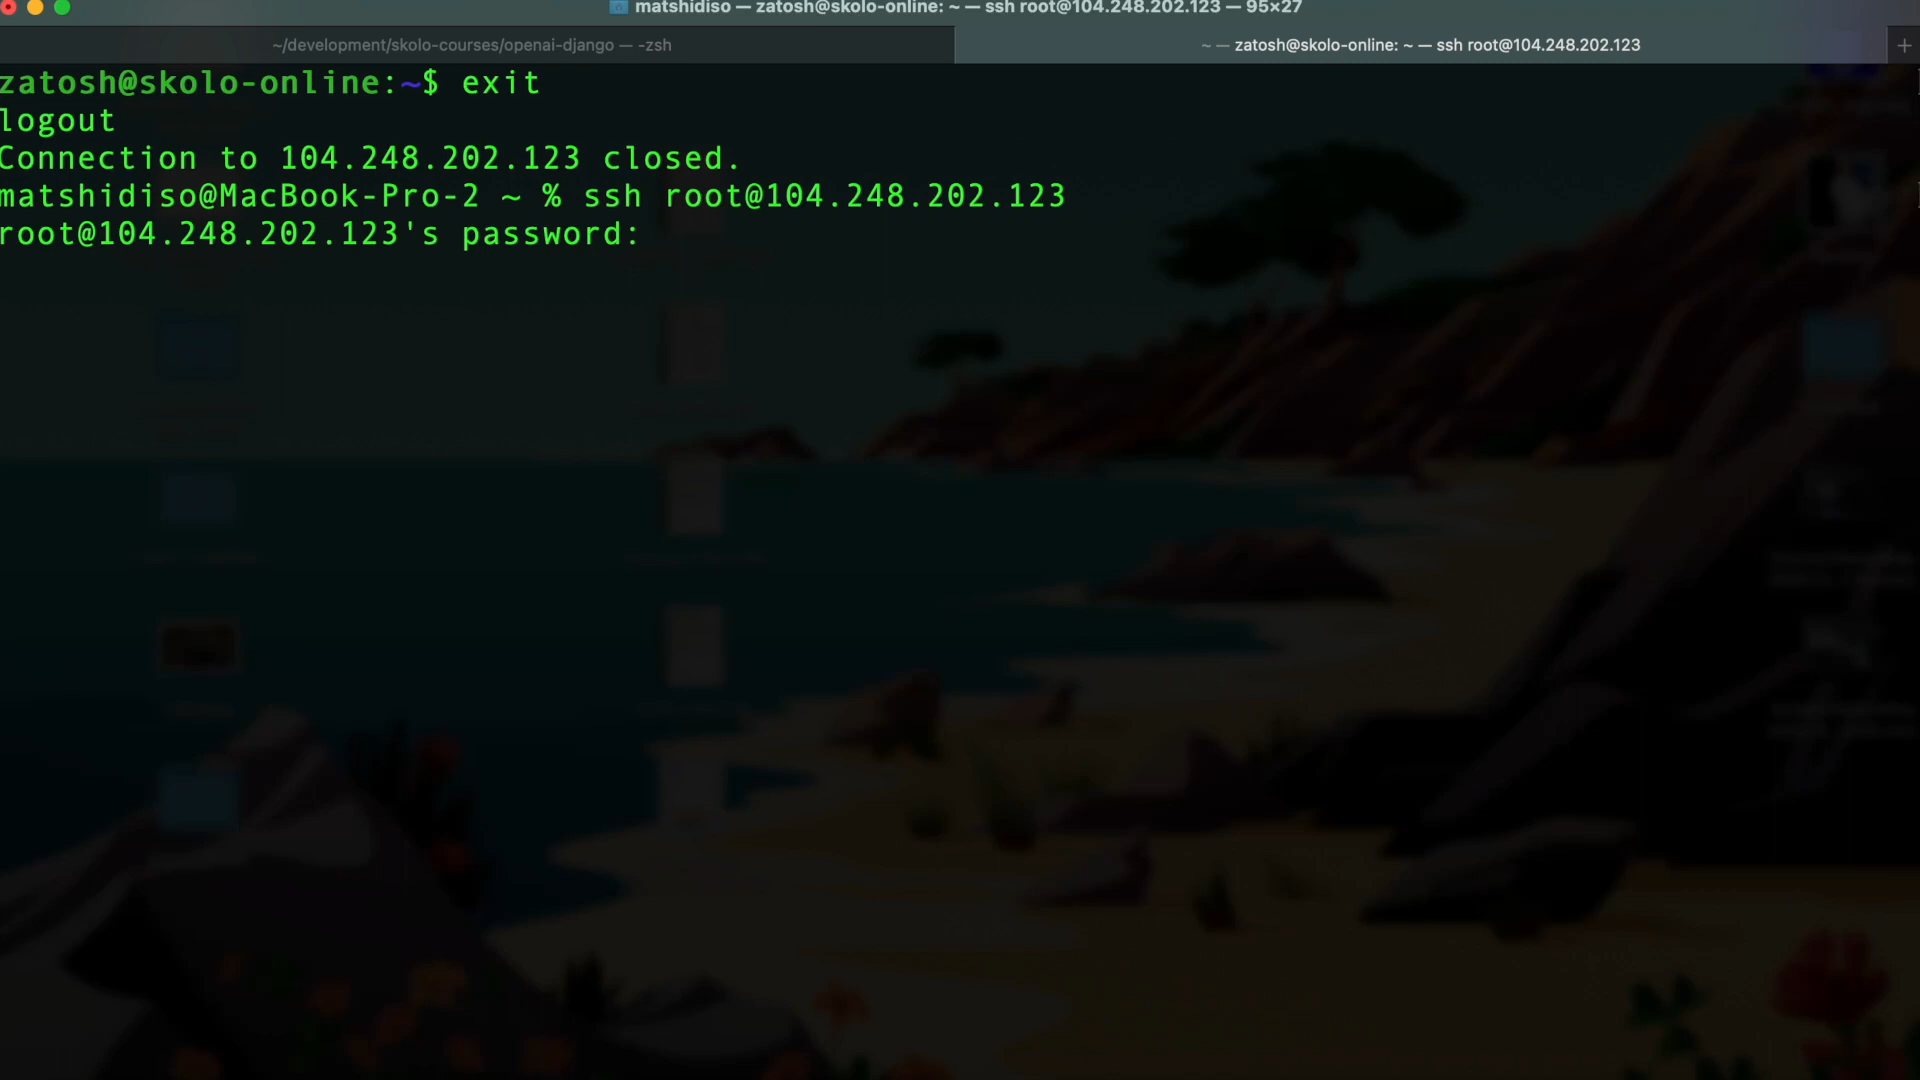 matshidiso — zatosh@skolo-online: ~ — ssh root@104.248.202.123 — 95×27
~/development/skolo-courses/openai-django — -zsh
~ — zatosh@skolo-online: ~ — ssh root@104.248.202.123
zatosh@skolo-online:~$ exit
logout
Connection to 104.248.202.123 closed.
matshidiso@MacBook-Pro-2 ~ % ssh root@104.248.202.123
root@104.248.202.123's password: